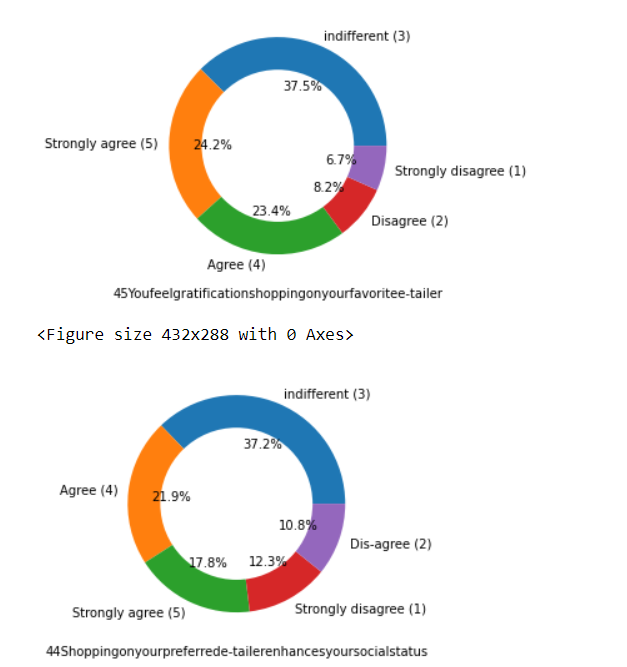 indifferent (3)
37.5%
Strongly agree (5)
24.2%
6.7%
Strongly disagree (1)
8.2%
23.4%
Disagree (2)
Agree (4)
45Youfeelgratificationshoppingonyourfavoritee-tailer
<Figure size 432x288 with 0 Axes>
indifferent (3)
37.2%
Agree (4)
21.9%
10.8%
Dis-agree (2)
17.8%
12.3%
Strongly agree (5)
Strongly disagree (1)
44Shoppingonyourpreferrede-tailerenhancesyoursocialstatus